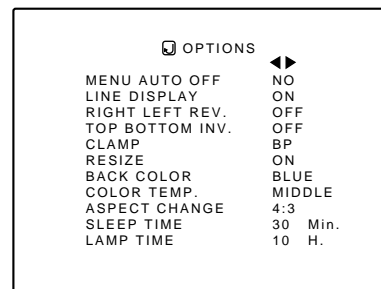 OPTIONS
◀▶
MENU AUTO OFF NO
LINE DISPLAY ON
RIGHT LEFT REV. OFF
TOP BOTTOM INV. OFF
CLAMP BP
RESIZE ON
BACK COLOR BLUE
COLOR TEMP. MIDDLE
ASPECT CHANGE 4:3
SLEEP TIME 30 Min.
LAMP TIME 10 H.